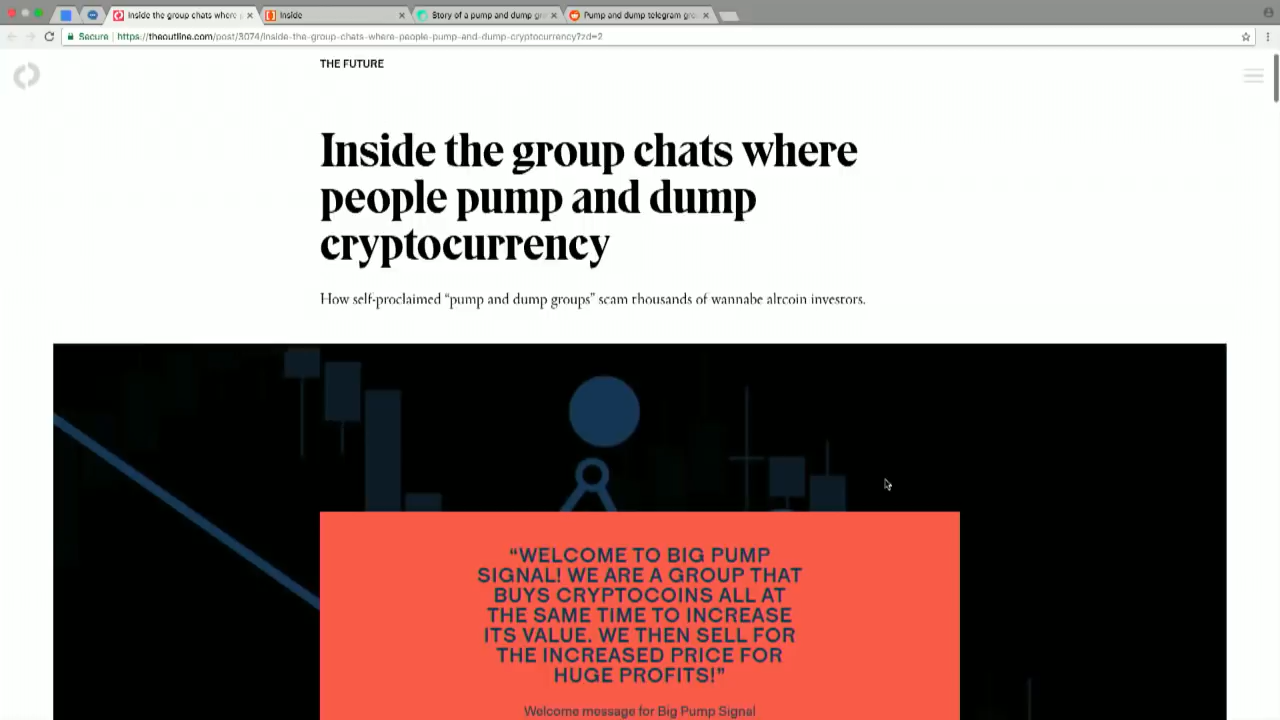 Inside the group chats where
Inside
Story of a pump and dump
Pump and dump telegram
Secure
https://theoutline.com/post/3074/inside-the-group-chats-where-people-pump-and-dump-cryptocurrency?zd=2
THE FUTURE
Inside the group chats where
people pump and dump
cryptocurrency
How self-proclaimed “pump and dump groups” scam thousands of wannabe altcoin investors.
“WELCOME TO BIG PUMP
SIGNAL! WE ARE A GROUP THAT
BUYS CRYPTOCOINS ALL AT
THE SAME TIME TO INCREASE
ITS VALUE. WE THEN SELL FOR
THE INCREASED PRICE FOR
HUGE PROFITS!”
Welcome message for Big Pump Signal